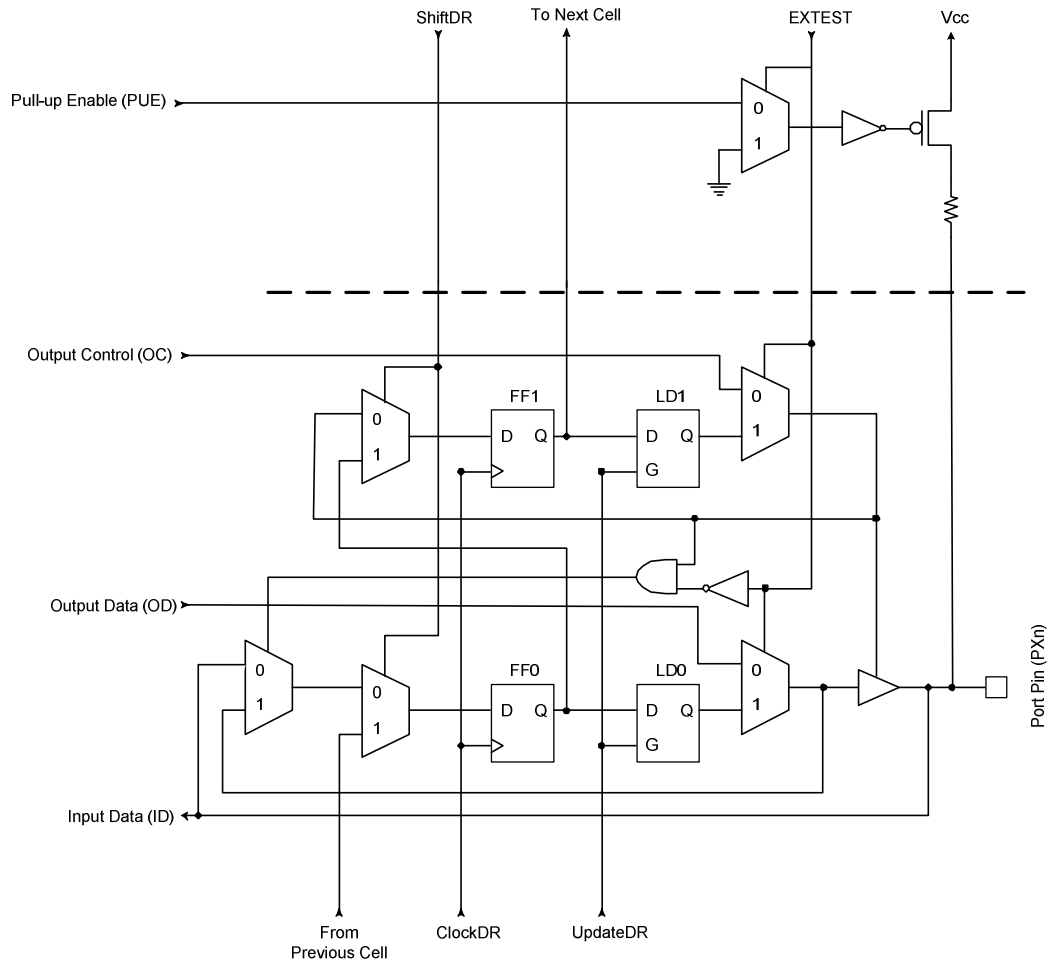 ShiftDR
To Next Cell
EXTEST
Vcc
Pull-up Enable (PUE)
0
1
Output Control (OC)
FF1
LD1
0
0
1
D Q
D Q
1
G
Output Data (OD)
0
1
0
1
FF0
LD0
D Q
D Q
G
0
1
Port Pin (PXn)
Input Data (ID)
From
Previous Cell
ClockDR
UpdateDR